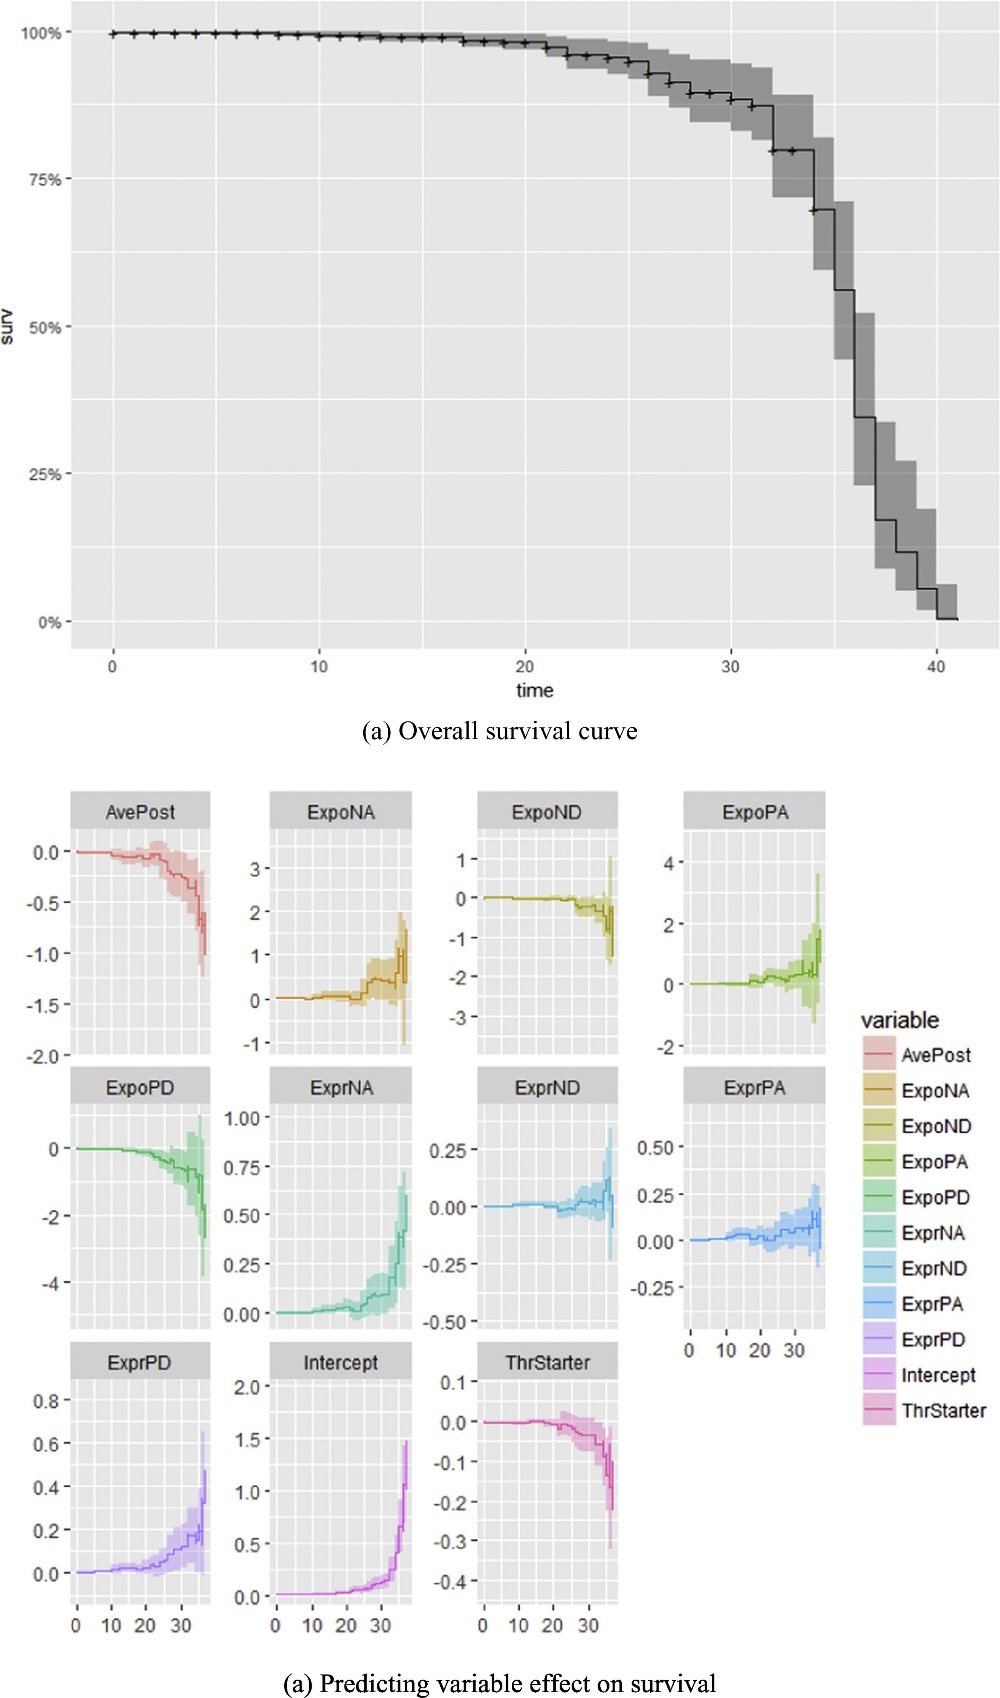 100%
75%
50%
25%
0%
surv
0 10 20 30 40
time
(a) Overall survival curve
AvePost ExpoNA ExpoND ExpoPA
0.0
-0.5
-1.0
-1.5
-2.0
3
2
1
0
-1
1
0
-1
-2
-3
4
2
0
-2
ExpoPD ExprNA ExprND ExprPA
0
-2
-4
1.00
0.75
0.50
0.25
0.00
0.25
0.00
-0.25
-0.50
0.50
0.25
0.00
-0.25
0 10 20 30
ExprPD Intercept ThrStarter
0.8
0.6
0.4
0.2
0.0
2.0
1.5
1.0
0.5
0.0
0.1
0.0
-0.1
-0.2
-0.3
-0.4
0 10 20 30 0 10 20 30 0 10 20 30
variable
AvePost
ExpoNA
ExpoND
ExpoPA
ExpoPD
ExprNA
ExprND
ExprPA
ExprPD
Intercept
ThrStarter
(a) Predicting variable effect on survival